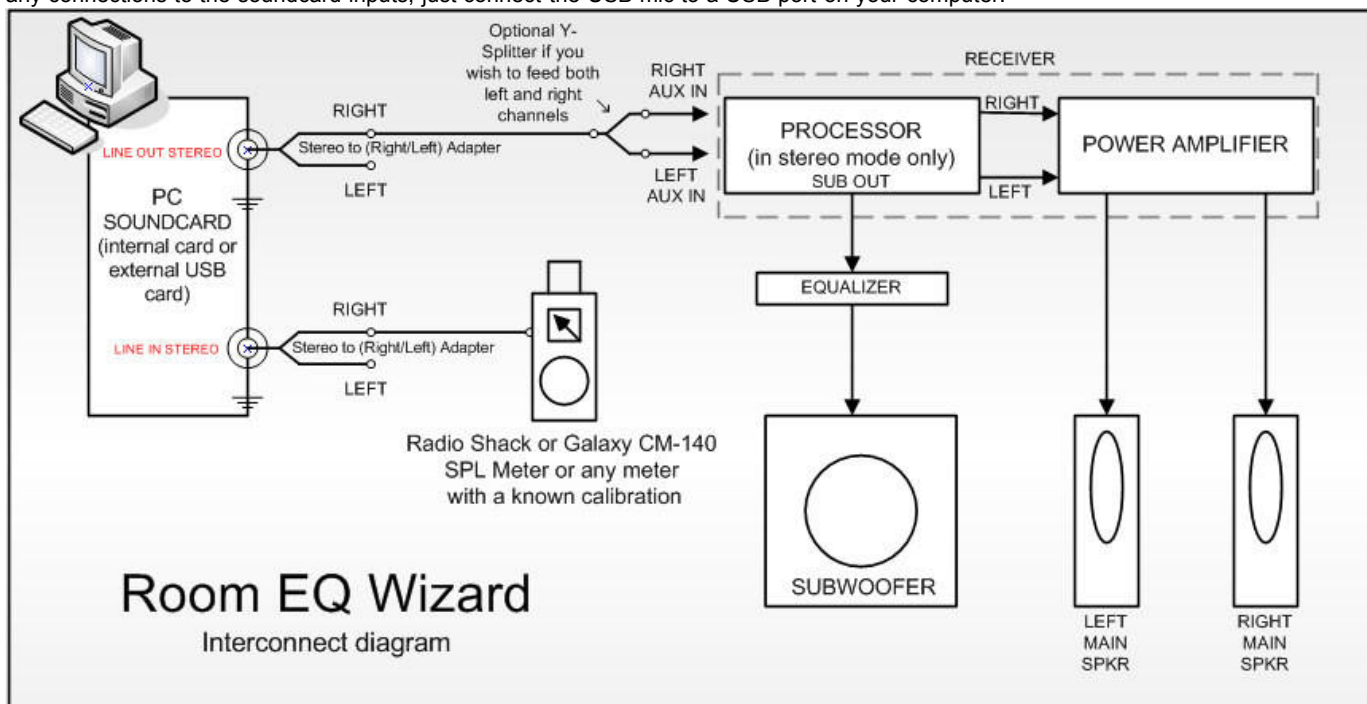 any connections to the soundcard inputs, just connect the USB mic to a USB port on your computer.
Optional Y-
Splitter if you
wish to feed both
left and right
channels
RIGHT
AUX IN
LEFT
AUX IN
RECEIVER
RIGHT
LEFT
PROCESSOR
(in stereo mode only)
SUB OUT
POWER AMPLIFIER
LINE OUT STEREO
RIGHT
Stereo to (Right/Left) Adapter
LEFT
PC
SOUNDCARD
(internal card or
external USB
card)
EQUALIZER
LINE IN STEREO
RIGHT
Stereo to (Right/Left) Adapter
LEFT
Radio Shack or Galaxy CM-140
SPL Meter or any meter
with a known calibration
SUBWOOFER
LEFT
MAIN
SPKR
RIGHT
MAIN
SPKR
Room EQ Wizard
Interconnect diagram